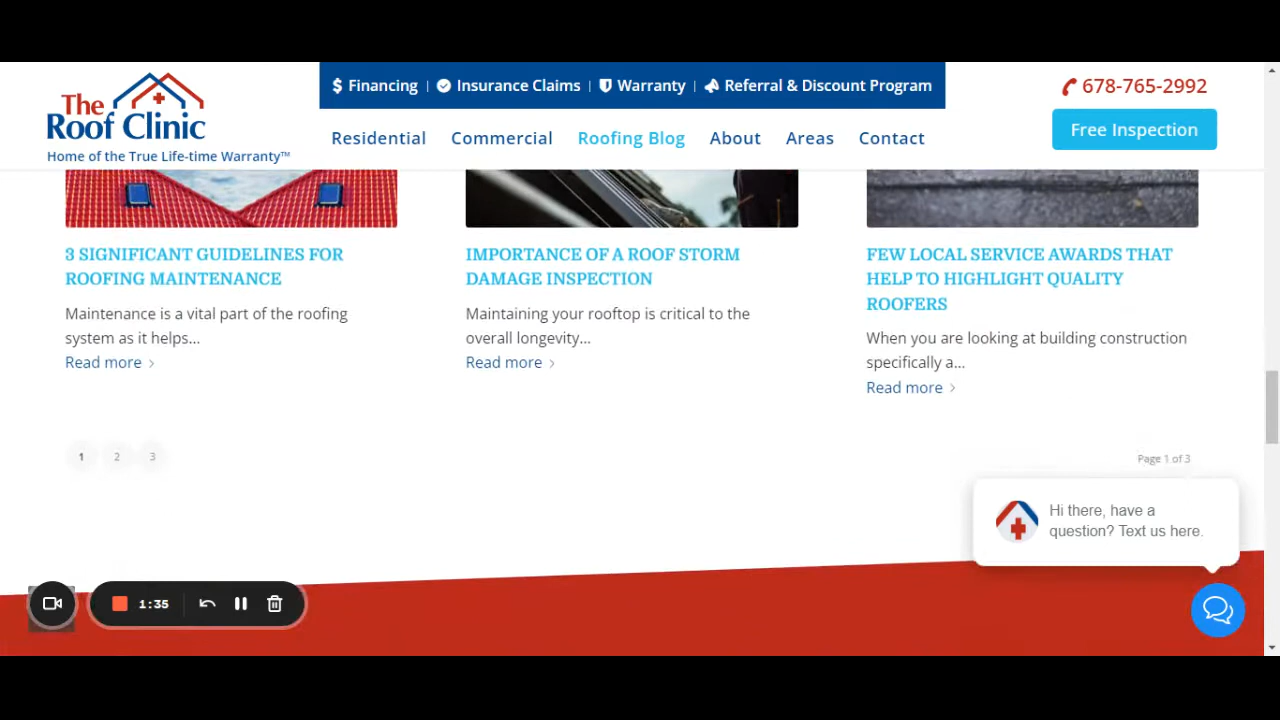 The
Roof Clinic
Home of the True Life-time Warranty™
Financing | Insurance Claims | Warranty | Referral & Discount Program
Residential Commercial Roofing Blog About Areas Contact
678-765-2992
Free Inspection
3 SIGNIFICANT GUIDELINES FOR
ROOFING MAINTENANCE
Maintenance is a vital part of the roofing
system as it helps...
Read more
IMPORTANCE OF A ROOF STORM
DAMAGE INSPECTION
Maintaining your rooftop is critical to the
overall longevity...
Read more
FEW LOCAL SERVICE AWARDS THAT
HELP TO HIGHLIGHT QUALITY
ROOFERS
When you are looking at building construction
specifically a...
Read more
1 2 3
Page 1 of 3
Hi there, have a
question? Text us here.
1:35